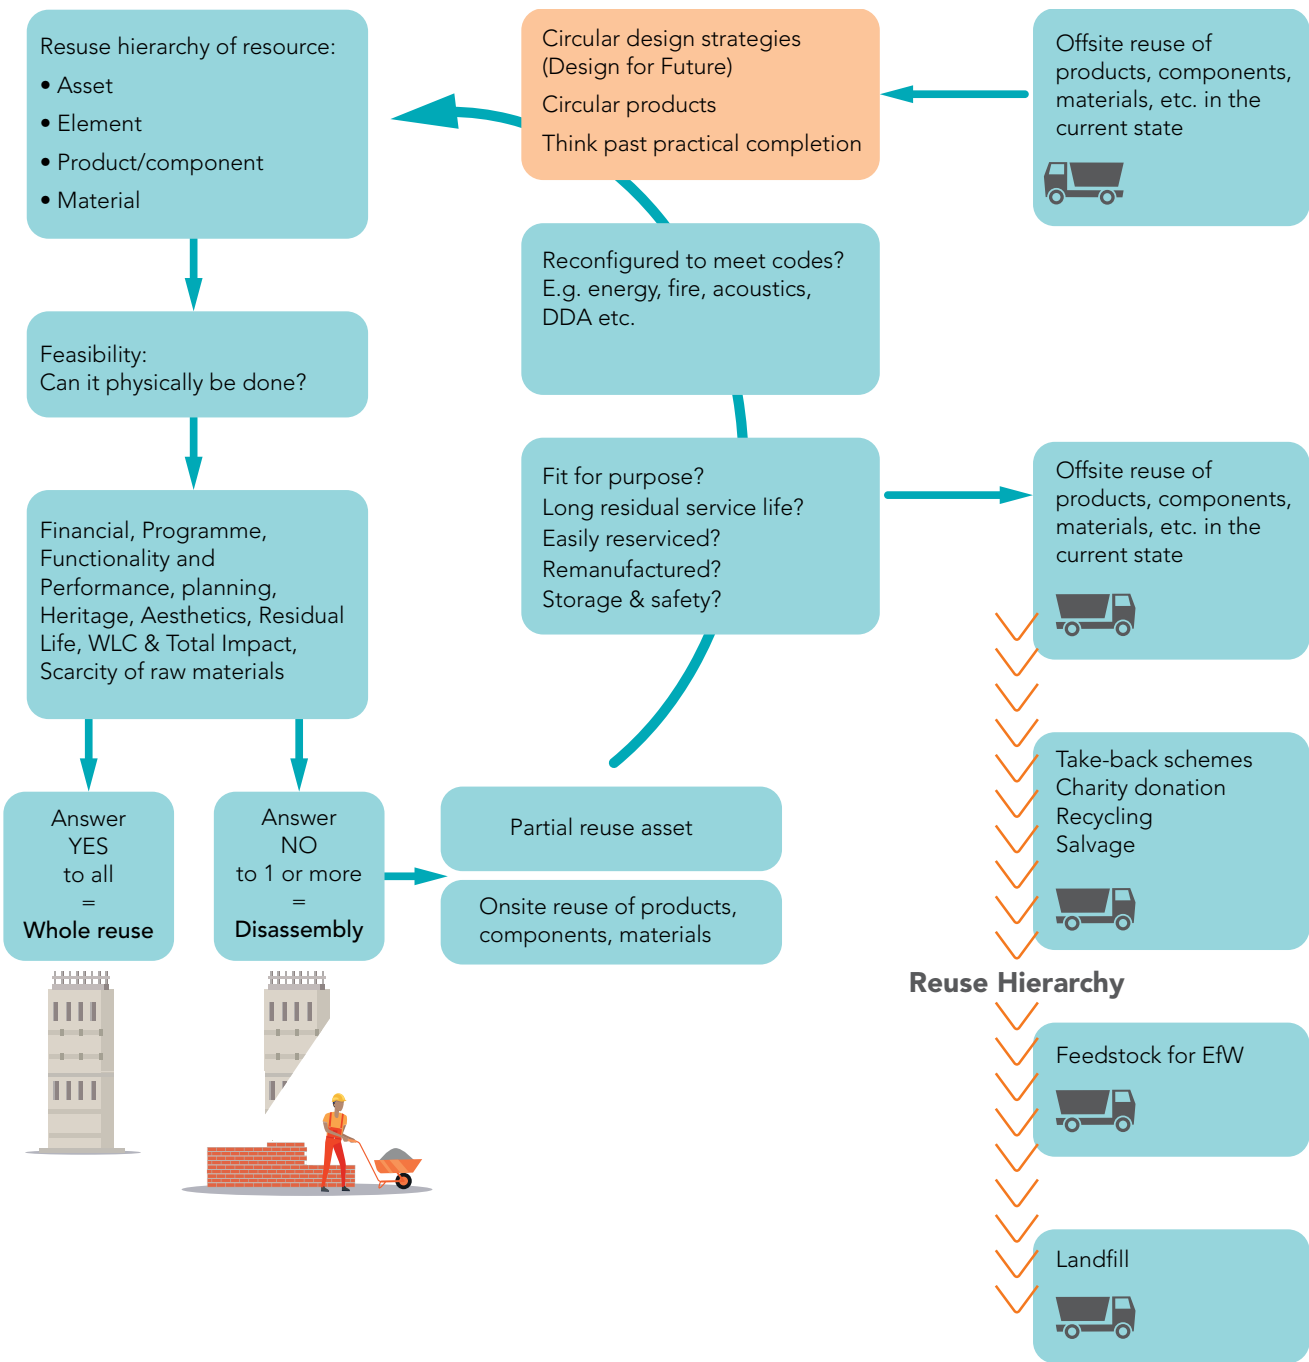 Resuse hierarchy of resource:
• Asset
• Element
• Product/component
• Material
Feasibility:
Can it physically be done?
Financial, Programme,
Functionality and
Performance, planning,
Heritage, Aesthetics, Residual
Life, WLC & Total Impact,
Scarcity of raw materials
Answer
YES
to all
=
Whole reuse
Answer
NO
to 1 or more
=
Disassembly
Partial reuse asset
Onsite reuse of products,
components, materials
Circular design strategies
(Design for Future)
Circular products
Think past practical completion
Reconfigured to meet codes?
E.g. energy, fire, acoustics,
DDA etc.
Fit for purpose?
Long residual service life?
Easily reserviced?
Remanufactured?
Storage & safety?
Offsite reuse of
products, components,
materials, etc. in the
current state
Offsite reuse of
products, components,
materials, etc. in the
current state
Take-back schemes
Charity donation
Recycling
Salvage
Reuse Hierarchy
Feedstock for EfW
Landfill